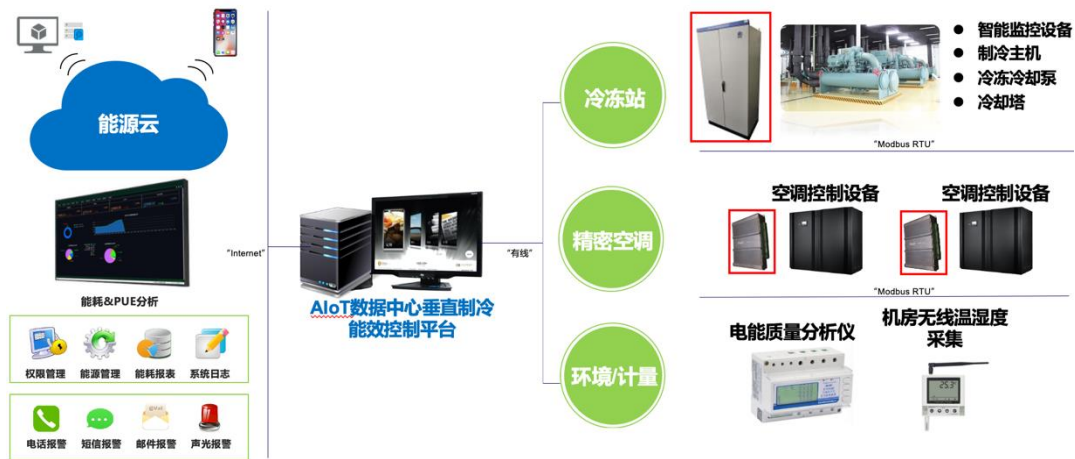 能源云
能耗&PUE分析
权限管理
能源管理
能耗报表
系统日志
电话报警
短信报警
邮件报警
声光报警
"Internet"
AIoT数据中心垂直制冷
能效控制平台
"有线"
冷冻站
精密空调
环境/计量
智能监控设备
制冷主机
冷冻冷却泵
冷却塔
"Modbus RTU"
空调控制设备
空调控制设备
"Modbus RTU"
电能质量分析仪
机房无线温湿度
采集